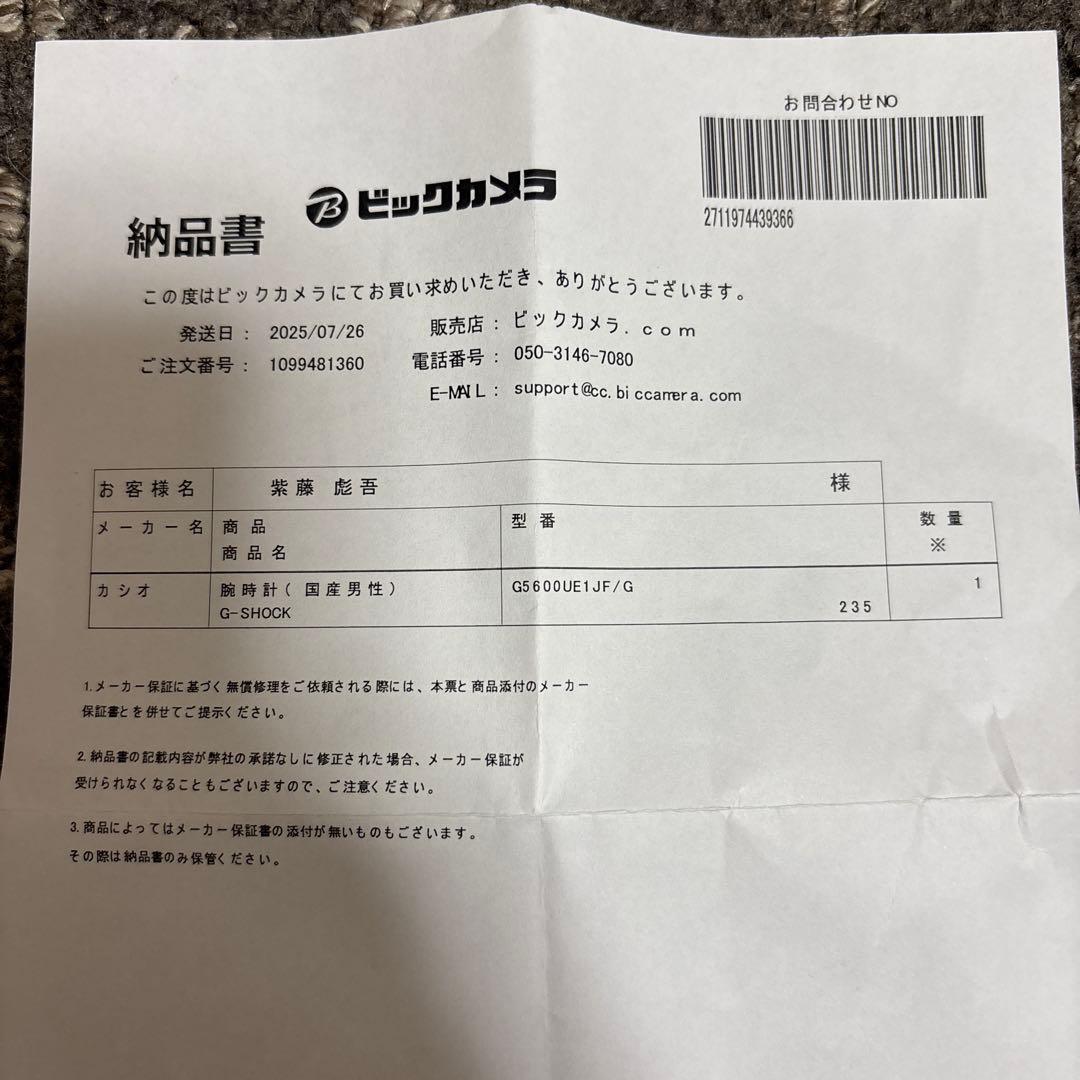 お問合わせNO
2711974439366
納品書 ビックカメラ
この度はビックカメラにてお買い求めいただき、ありがとうございます。
発送日： 2025/07/26 販売店： ビックカメラ．ｃｏｍ
ご注文番号： 1099481360 電話番号： 050-3146-7080
E-MAIL： support@cc.biccamera.com
お客様名 紫藤 彪吾 様
メーカー名 商品 型番 数量
商品名 ※
カシオ 腕時計（国産男性） G5600UE1JF/G 1
G-SHOCK 235
1.メーカー保証に基づく無償修理をご依頼される際には、本票と商品添付のメーカー
保証書とを併せてご提示ください。
2.納品書の記載内容が弊社の承諾なしに修正された場合、メーカー保証が
受けられなくなることもございますので、ご注意ください。
3.商品によってはメーカー保証書の添付が無いものもございます。
その際は納品書のみ保管ください。